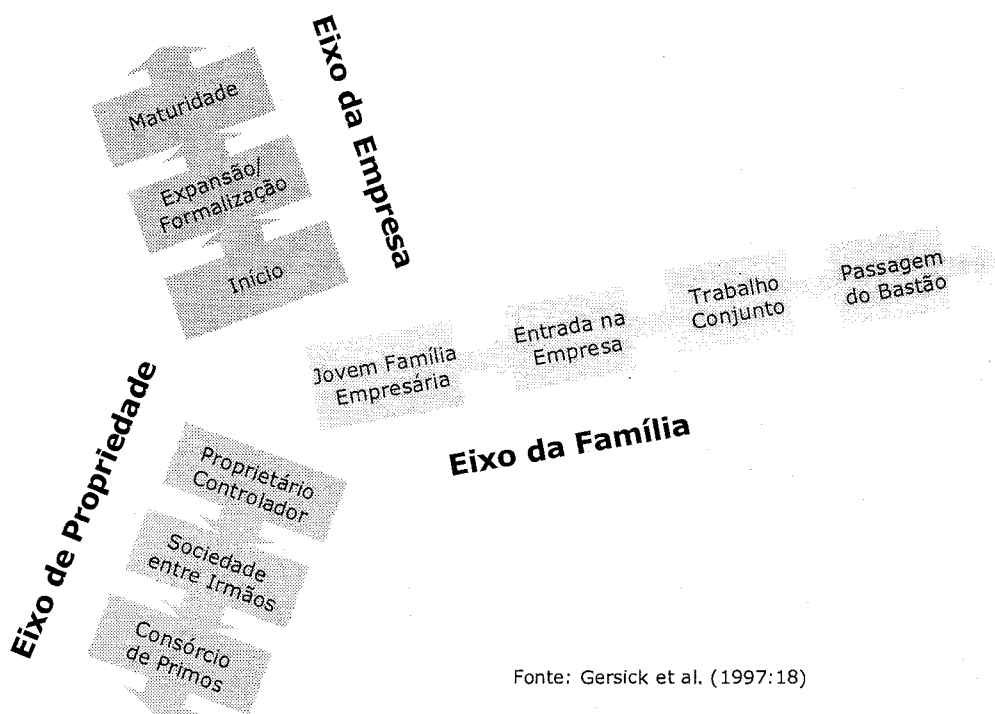 Eixo da Empresa
Maturidade
Expansão/
Formalização
Início
Jovem Família
Empresária
Entrada na
Empresa
Trabalho
Conjunto
Passagem
do Bastão
Eixo da Família
Eixo de Propriedade
Proprietário
Controlador
Sociedade
entre Irmãos
Consórcio
de Primos
Fonte: Gersick et al. (1997:18)